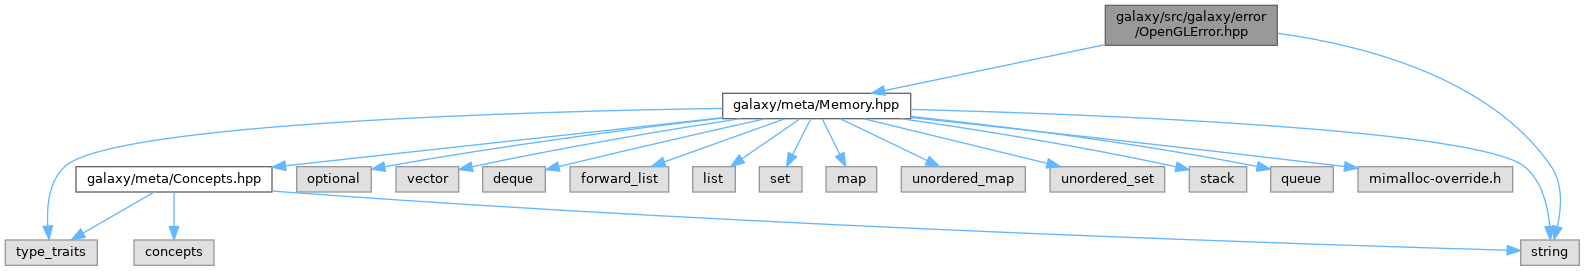 galaxy/src/galaxy/error
/OpenGLError.hpp
galaxy/meta/Memory.hpp
galaxy/meta/Concepts.hpp
optional
vector
deque
forward_list
list
set
map
unordered_map
unordered_set
stack
queue
mimalloc-override.h
type_traits
concepts
string